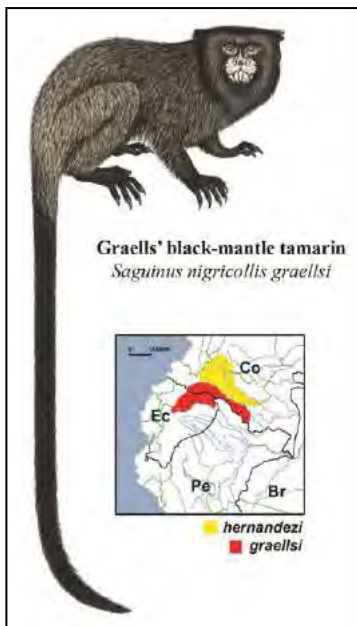 Graells' black-mantle tamarin
Saguinus nigricollis graellsi
Co
Ec
Pe
Br
hernandezi
graellsi